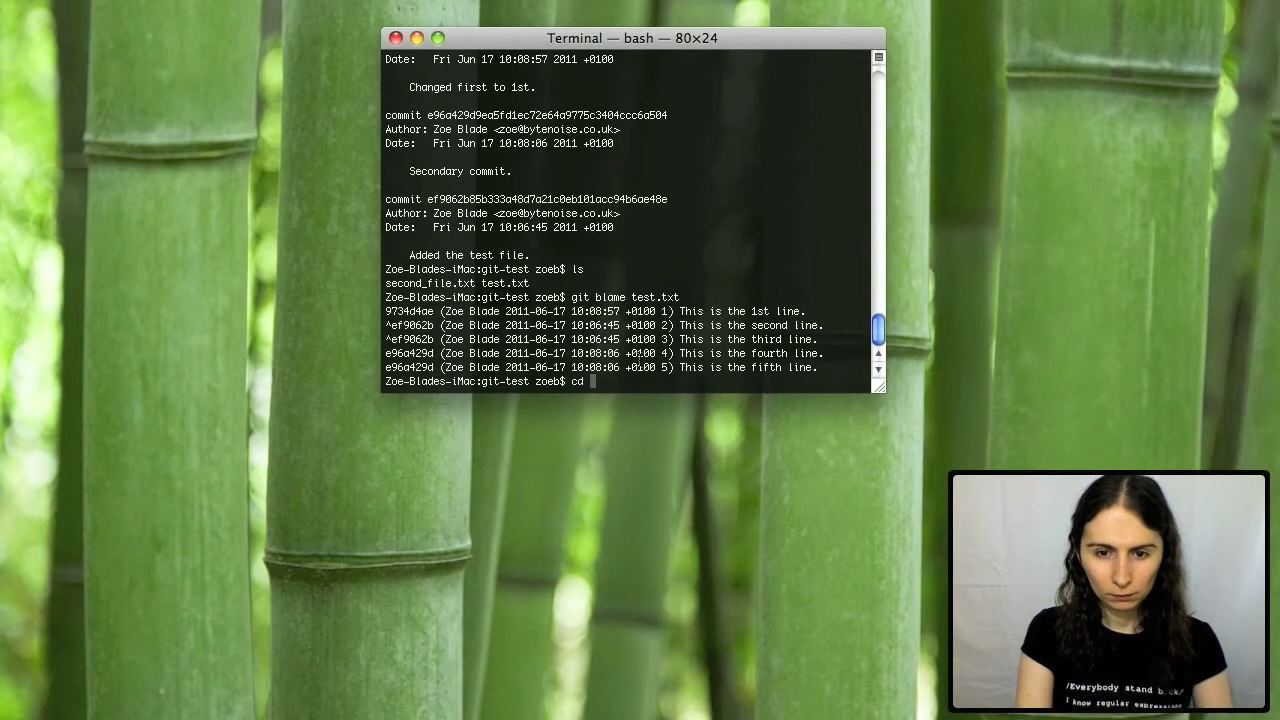 Terminal — bash — 80×24
Date:   Fri Jun 17 10:08:57 2011 +0100
Changed first to 1st.
commit e96a429d9ea5fd1ec72e64a9775c3404ccc6a504
Author: Zoe Blade <zoe@bytenoise.co.uk>
Date:   Fri Jun 17 10:08:06 2011 +0100
Secondary commit.
commit ef9062b85b333a48d7a21c0eb101acc94b6ae48e
Author: Zoe Blade <zoe@bytenoise.co.uk>
Date:   Fri Jun 17 10:06:45 2011 +0100
Added the test file.
Zoe-Blades-iMac:git-test zoeb$ ls
second_file.txt test.txt
Zoe-Blades-iMac:git-test zoeb$ git blame test.txt
9734d4ae (Zoe Blade 2011-06-17 10:08:57 +0100 1) This is the 1st line.
^ef9062b (Zoe Blade 2011-06-17 10:06:45 +0100 2) This is the second line.
^ef9062b (Zoe Blade 2011-06-17 10:06:45 +0100 3) This is the third line.
e96a429d (Zoe Blade 2011-06-17 10:08:06 +0100 4) This is the fourth line.
e96a429d (Zoe Blade 2011-06-17 10:08:06 +0100 5) This is the fifth line.
Zoe-Blades-iMac:git-test zoeb$ cd
/Everybody stand back/
I know regular expressions